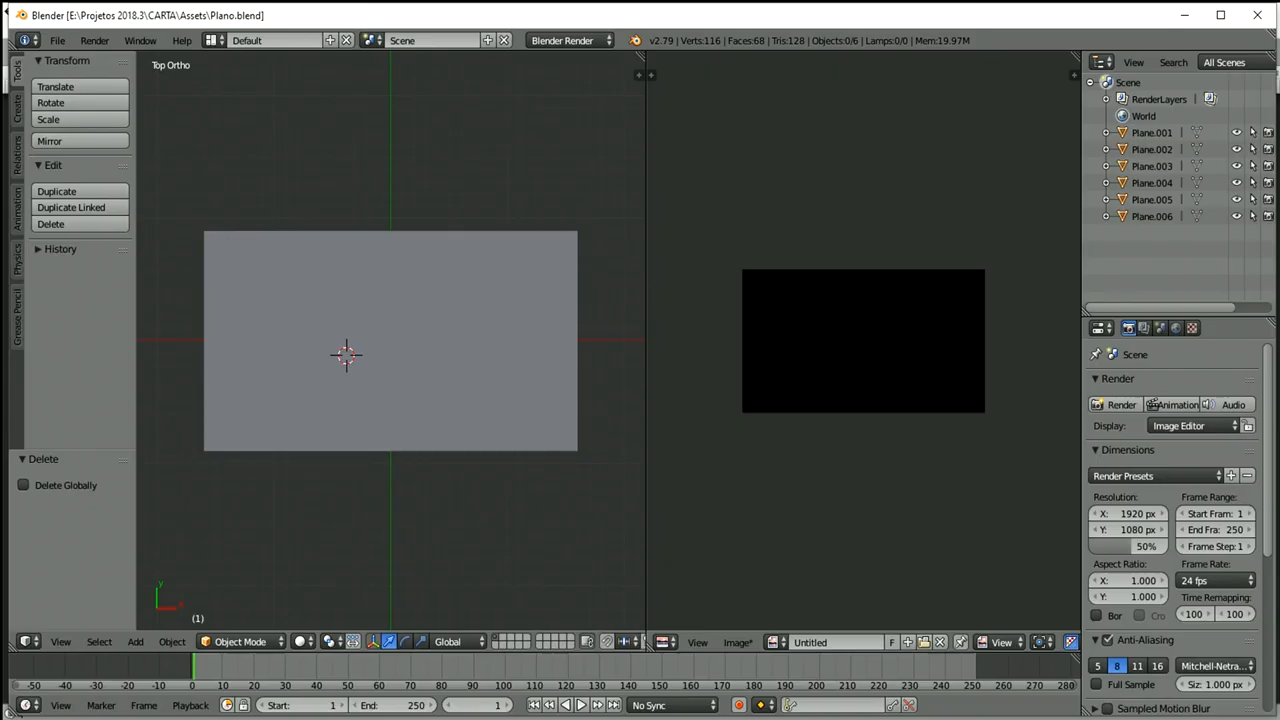 Blender [E:\Projetos 2018.3\CARTA\Assets\Plano.blend]
File Render Window Help Default Scene Blender Render v2.79 | Verts:116 | Faces:68 | Tris:128 | Objects:0/6 | Lamps:0/0 | Mem:19.97M
Tools
Create
Relations
Animation
Physics
Grease Pencil
Transform
Translate
Rotate
Scale
Mirror
Edit
Duplicate
Duplicate Linked
Delete
History
Delete
Delete Globally
Top Ortho
y
x
(1)
View Select Add Object Object Mode Global
View Image* Untitled F View
View Search All Scenes
Scene
RenderLayers |
World
Plane.001 |
Plane.002 |
Plane.003 |
Plane.004 |
Plane.005 |
Plane.006 |
Scene
Render
Render Animation Audio
Display: Image Editor
Dimensions
Render Presets
Resolution: Frame Range:
X: 1920 px Start Fram: 1
Y: 1080 px End Fra: 250
50% Frame Step: 1
Aspect Ratio: Frame Rate:
X: 1.000 24 fps
Y: 1.000 Time Remapping:
Bor Cro 100 100
Anti-Aliasing
5 8 11 16 Mitchell-Netra...
Full Sample Siz: 1.000 px
Sampled Motion Blur
-50 -40 -30 -20 -10 0 10 20 30 40 50 60 70 80 90 100 110 120 130 140 150 160 170 180 190 200 210 220 230 240 250 260 270 280
View Marker Frame Playback Start: 1 End: 250 1 No Sync